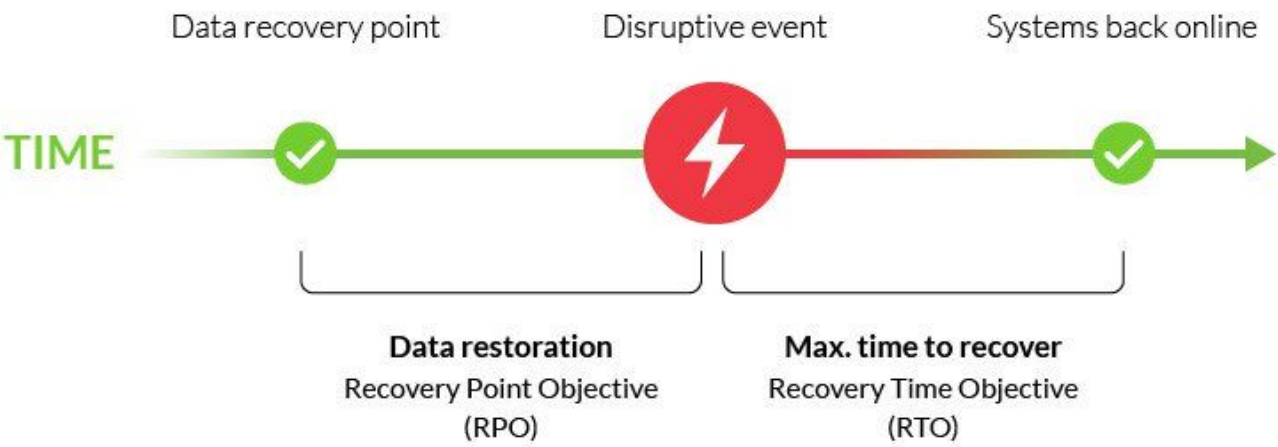 Data recovery point
Disruptive event
Systems back online
TIME
Data restoration
Recovery Point Objective
(RPO)
Max. time to recover
Recovery Time Objective
(RTO)